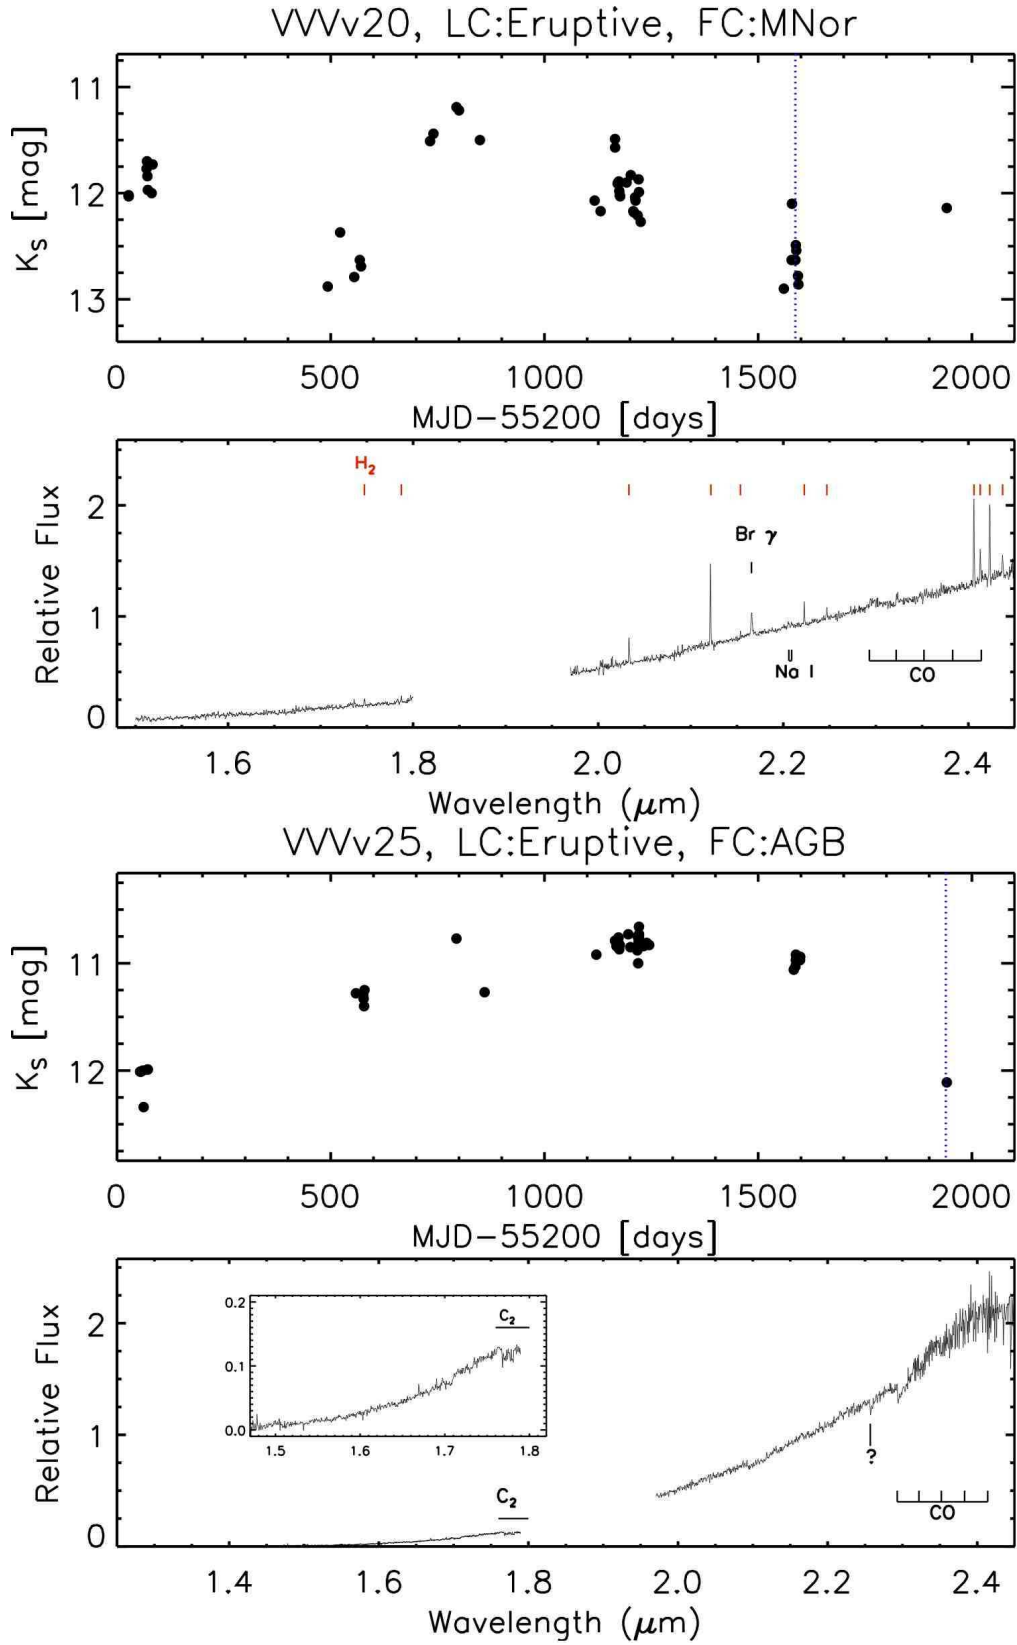 VVVv20, LC:Eruptive, FC:MNor
11
12
13
Ks [mag]
0 500 1000 1500 2000
MJD-55200 [days]
H2
Br γ
Na I
CO
2
1
0
Relative Flux
1.6 1.8 2.0 2.2 2.4
Wavelength (μm)
VVVv25, LC:Eruptive, FC:AGB
11
12
Ks [mag]
0 500 1000 1500 2000
MJD-55200 [days]
0.2
0.1
0.0
C2
1.5 1.6 1.7 1.8
C2
?
CO
2
1
0
Relative Flux
1.4 1.6 1.8 2.0 2.2 2.4
Wavelength (μm)